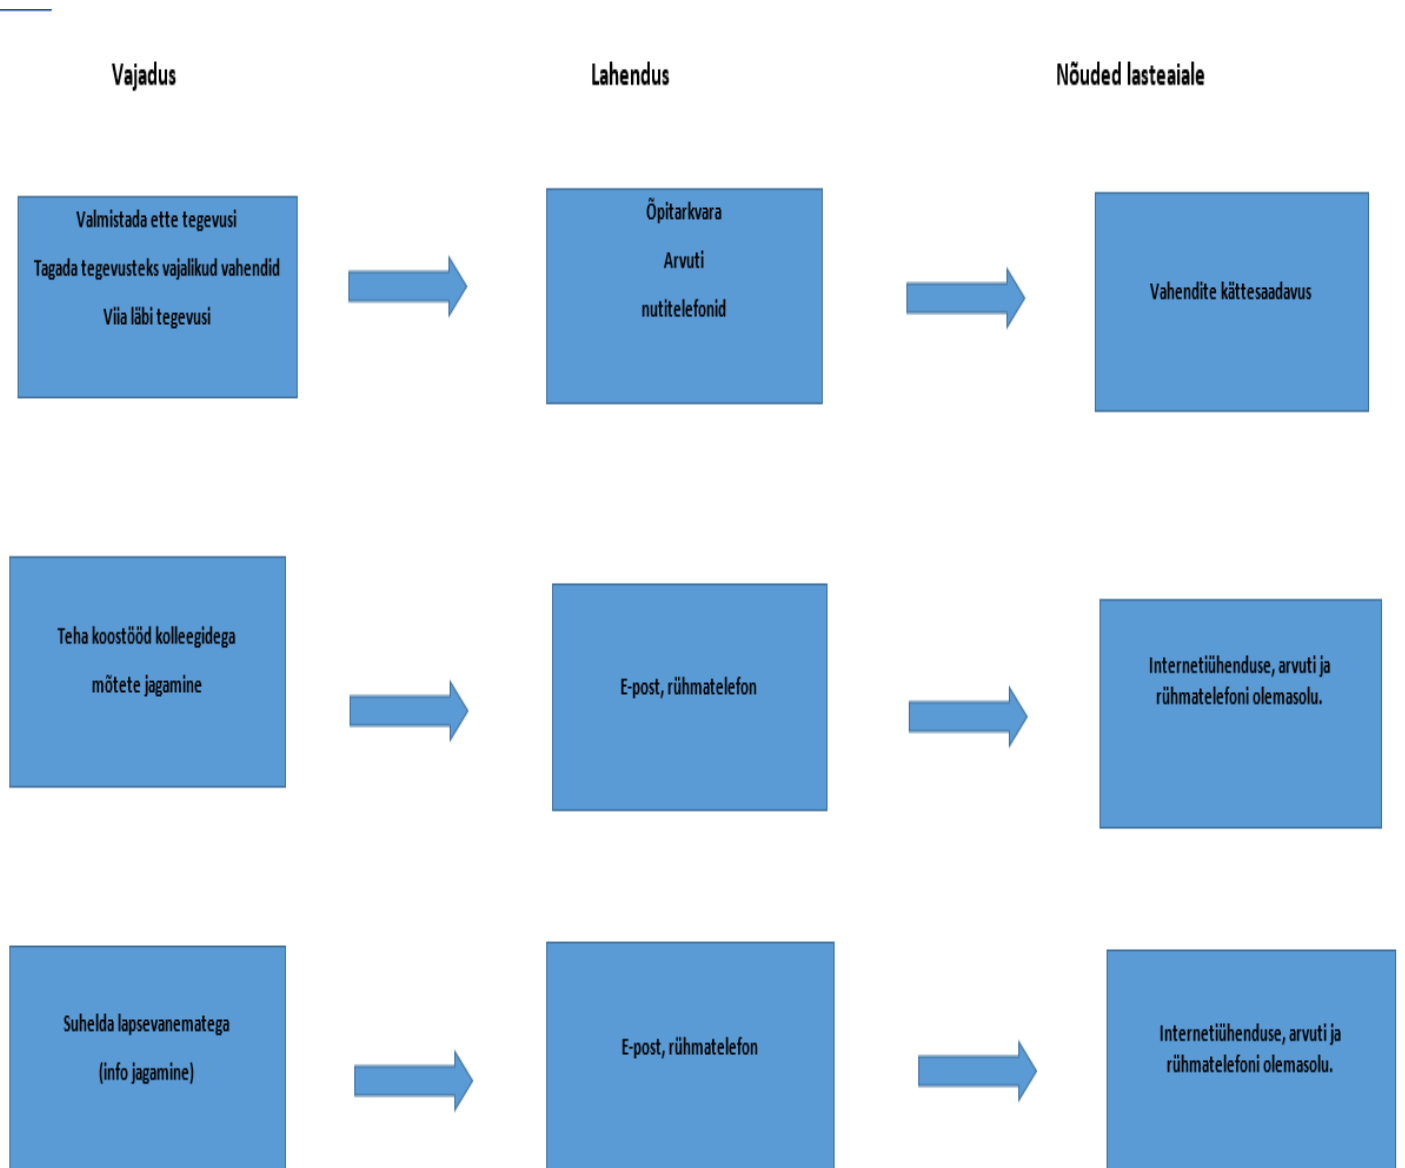 Vajadus
Lahendus
Nõuded lasteaiale
Valmistada ette tegevusi
Tagada tegevusteks vajalikud vahendid
Viia läbi tegevusi
Õpitarkvara
Arvuti
nutitelefonid
Vahendite kättesaadavus
Teha koostööd kolleegidega
mõtete jagamine
E-post, rühmatelefon
Internetiühenduse, arvuti ja
rühmatelefoni olemasolu.
Suhelda lapsevanematega
(info jagamine)
E-post, rühmatelefon
Internetiühenduse, arvuti ja
rühmatelefoni olemasolu.